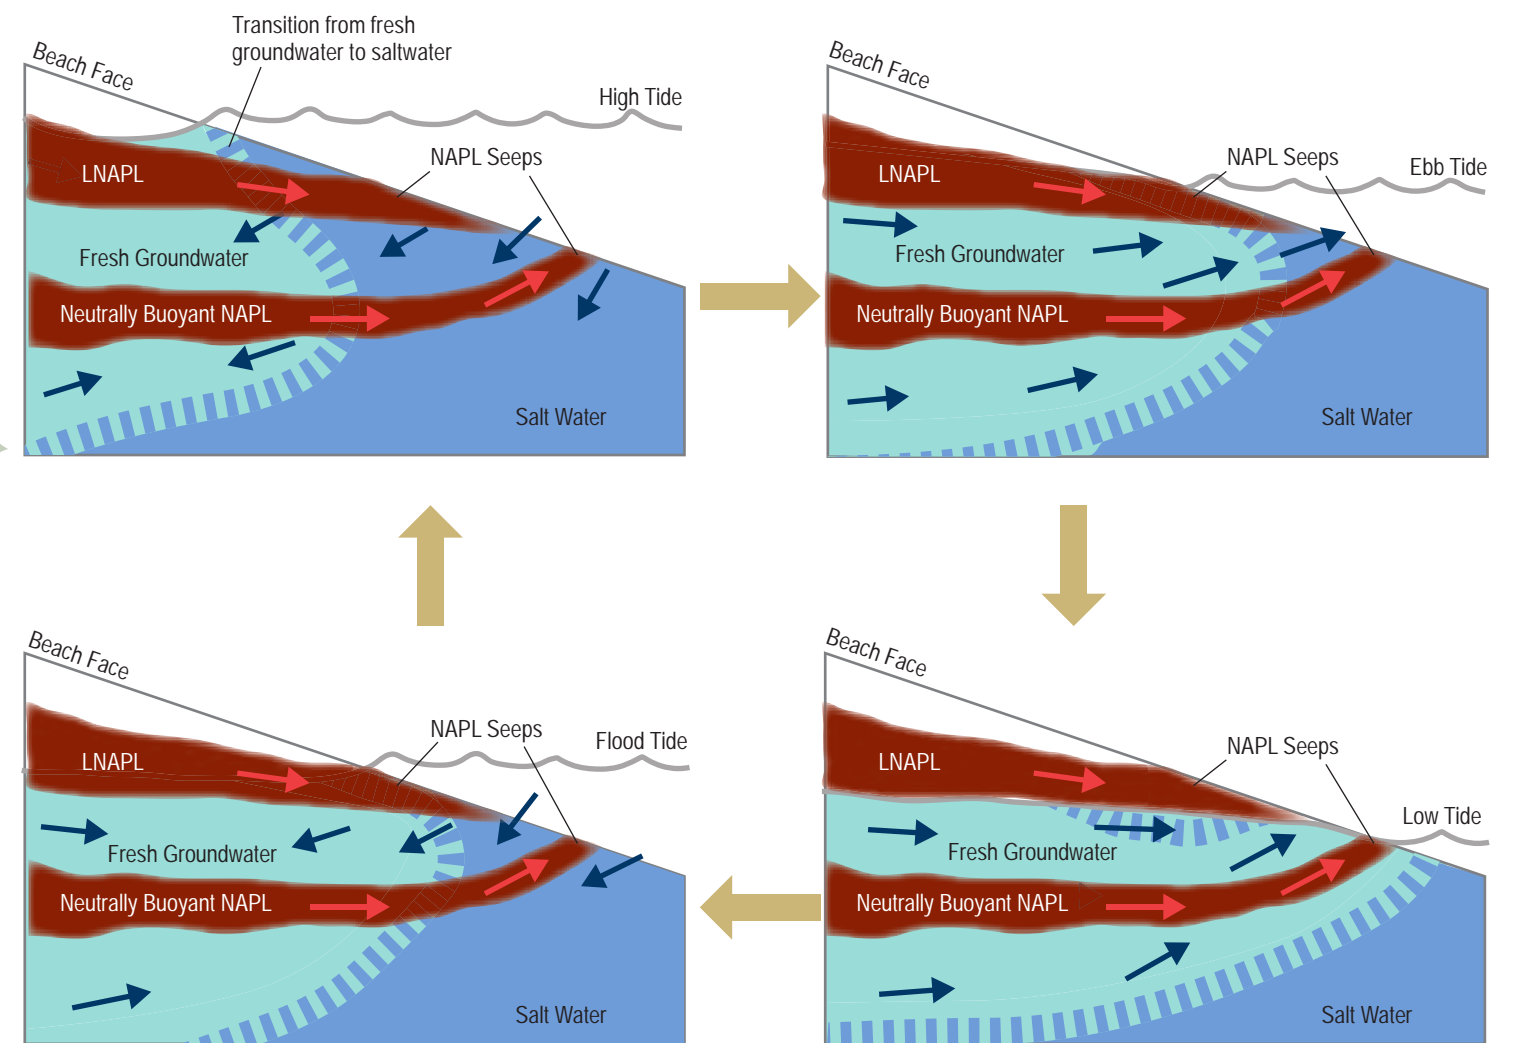 Transition from fresh
groundwater to saltwater
Beach Face
High Tide
NAPL Seeps
LNAPL
Fresh Groundwater
Neutrally Buoyant NAPL
Salt Water
Beach Face
Ebb Tide
NAPL Seeps
LNAPL
Fresh Groundwater
Neutrally Buoyant NAPL
Salt Water
Beach Face
Flood Tide
NAPL Seeps
LNAPL
Fresh Groundwater
Neutrally Buoyant NAPL
Salt Water
Beach Face
NAPL Seeps
LNAPL
Low Tide
Fresh Groundwater
Neutrally Buoyant NAPL
Salt Water